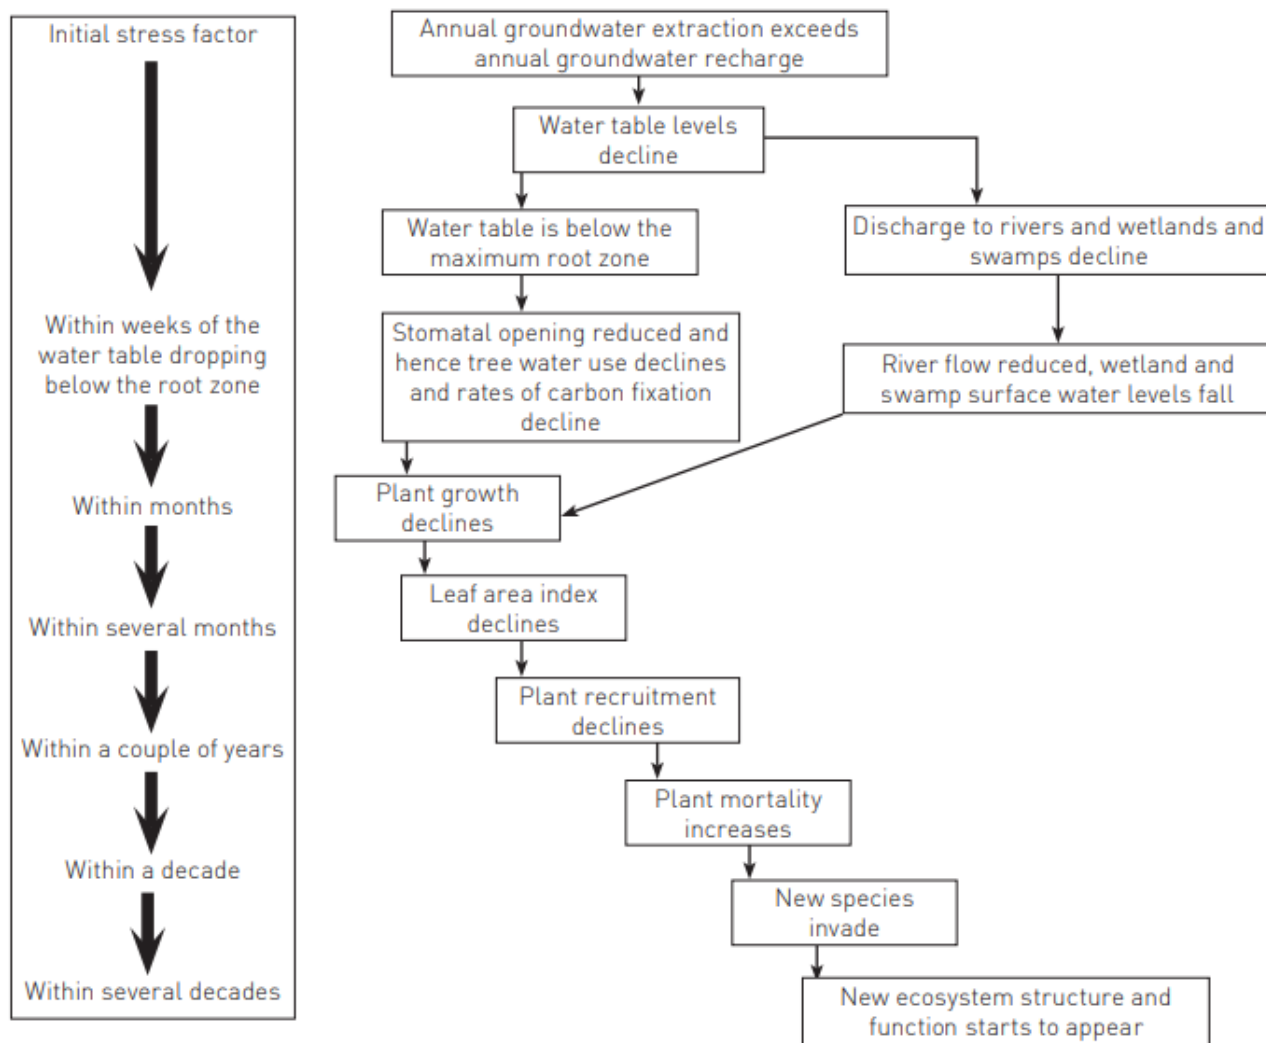 Initial stress factor
Within weeks of the
water table dropping
below the root zone
Within months
Within several months
Within a couple of years
Within a decade
Within several decades
Annual groundwater extraction exceeds
annual groundwater recharge
Water table levels
decline
Water table is below the
maximum root zone
Discharge to rivers and wetlands and
swamps decline
Stomatal opening reduced and
hence tree water use declines
and rates of carbon fixation
decline
River flow reduced, wetland and
swamp surface water levels fall
Plant growth
declines
Leaf area index
declines
Plant recruitment
declines
Plant mortality
increases
New species
invade
New ecosystem structure and
function starts to appear